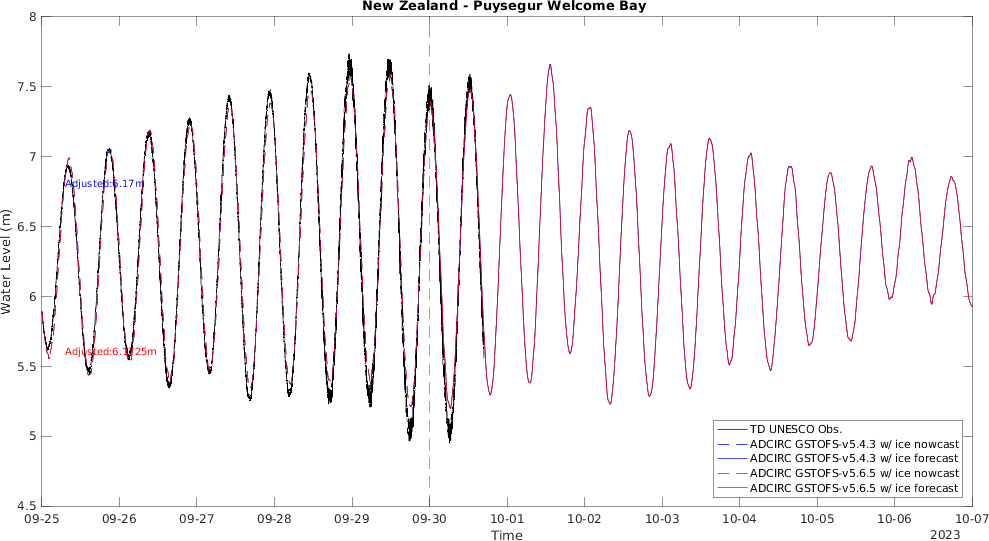 New Zealand - Puysegur Welcome Bay
8
7.5
7
6.5
6
5.5
5
4.5
Water Level (m)
Adjusted:6.17m
Adjusted:6.1725m
TD UNESCO Obs.
ADCIRC GSTOFS-v5.4.3 w/ ice nowcast
ADCIRC GSTOFS-v5.4.3 w/ ice forecast
ADCIRC GSTOFS-v5.6.5 w/ ice nowcast
ADCIRC GSTOFS-v5.6.5 w/ ice forecast
09-25 09-26 09-27 09-28 09-29 09-30 10-01 10-02 10-03 10-04 10-05 10-06 10-07
Time
2023